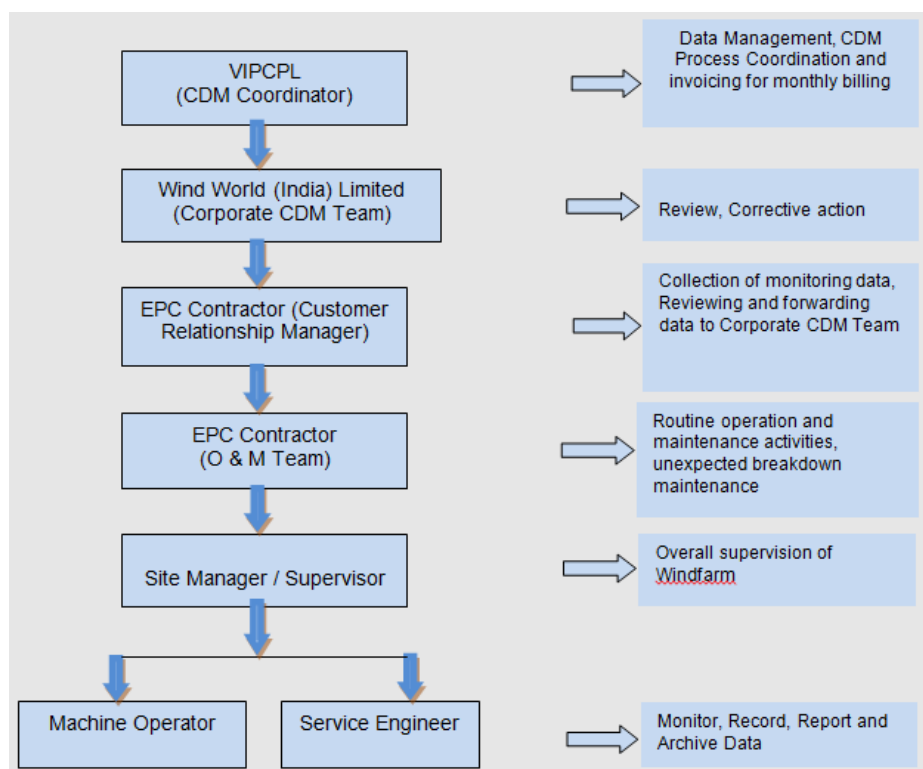 VIPCPL
(CDM Coordinator)
Data Management, CDM
Process Coordination and
invoicing for monthly billing
Wind World (India) Limited
(Corporate CDM Team)
Review, Corrective action
EPC Contractor (Customer
Relationship Manager)
Collection of monitoring data,
Reviewing and forwarding
data to Corporate CDM Team
EPC Contractor
(O & M Team)
Routine operation and
maintenance activities,
unexpected breakdown
maintenance
Site Manager / Supervisor
Overall supervision of
Windfarm
Machine Operator
Service Engineer
Monitor, Record, Report and
Archive Data